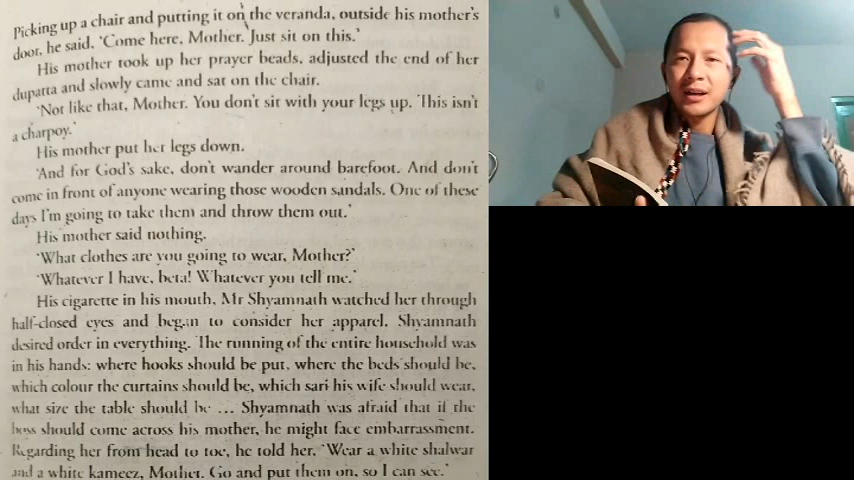 Picking up a chair and putting it on the veranda, outside his mother's
door, he said, 'Come here, Mother. Just sit on this.'
His mother took up her prayer beads, adjusted the end of her
dupatta and slowly came and sat on the chair.
'Not like that, Mother. You don't sit with your legs up. This isn't
a charpoy.'
His mother put her legs down.
'And for God's sake, don't wander around barefoot. And don't
come in front of anyone wearing those wooden sandals. One of these
days I'm going to take them and throw them out.'
His mother said nothing.
'What clothes are you going to wear, Mother?'
'Whatever I have, beta! Whatever you tell me.'
His cigarette in his mouth, Mr Shyamnath watched her through
half-closed eyes and began to consider her apparel. Shyamnath
desired order in everything. The running of the entire household was
in his hands: where hooks should be put, where the beds should be,
which colour the curtains should be, which sari his wife should wear,
what size the table should be ... Shyamnath was afraid that if the
boss should come across his mother, he might face embarrassment.
Regarding her from head to toe, he told her, 'Wear a white shalwar
and a white kameez, Mother. Go and put them on, so I can see.'